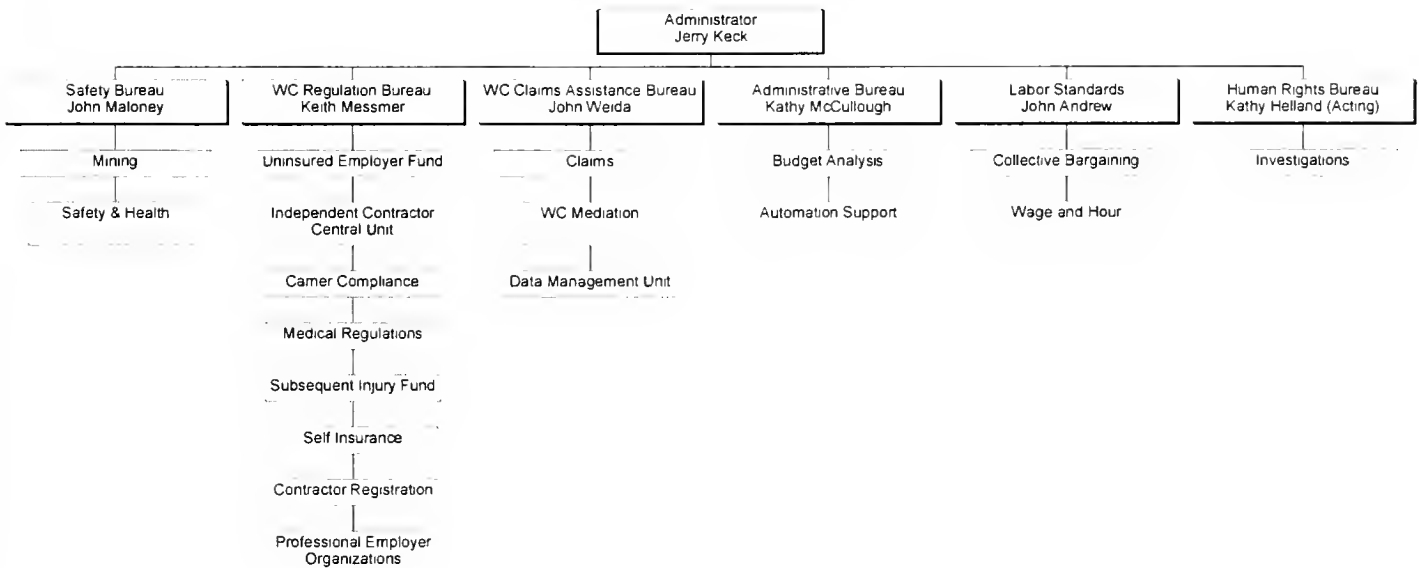 Administrator
Jerry Keck
Safety Bureau
John Maloney
WC Regulation Bureau
Keith Messmer
WC Claims Assistance Bureau
John Weida
Administrative Bureau
Kathy McCullough
Labor Standards
John Andrew
Human Rights Bureau
Kathy Helland (Acting)
Mining
Safety & Health
Uninsured Employer Fund
Independent Contractor
Central Unit
Carrier Compliance
Medical Regulations
Subsequent Injury Fund
Self Insurance
Contractor Registration
Professional Employer
Organizations
Claims
WC Mediation
Data Management Unit
Budget Analysis
Automation Support
Collective Bargaining
Wage and Hour
Investigations